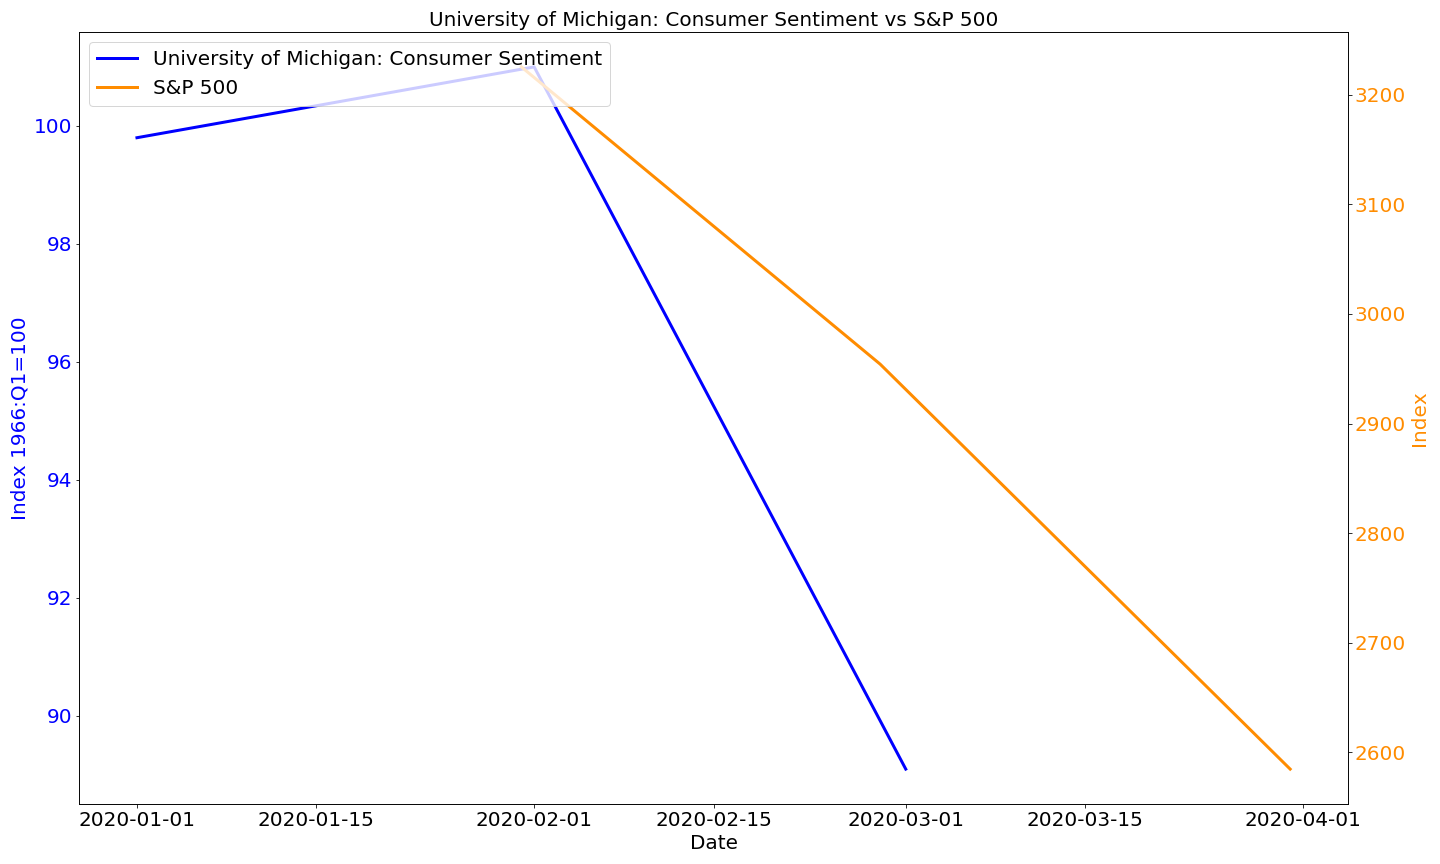 University of Michigan: Consumer Sentiment vs S&P 500
University of Michigan: Consumer Sentiment
S&P 500
100
98
96
94
92
90
Index 1966:Q1=100
3200
3100
3000
2900
2800
2700
2600
Index
2020-01-01 2020-01-15 2020-02-01 2020-02-15 2020-03-01 2020-03-15 2020-04-01
Date